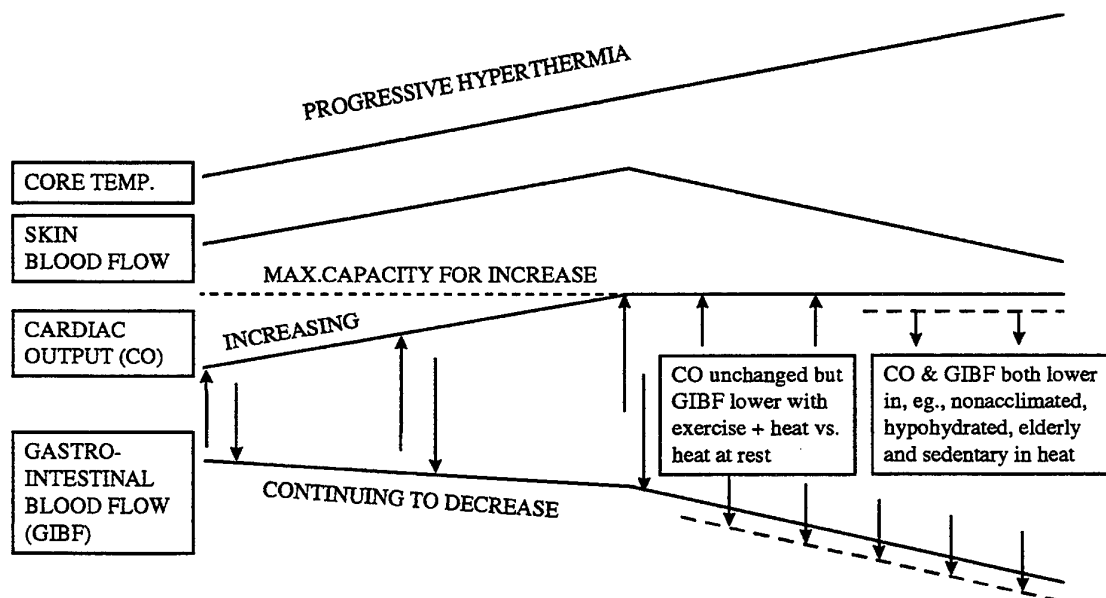 PROGRESSIVE HYPERTHERMIA
CORE TEMP.
SKIN
BLOOD FLOW
MAX.CAPACITY FOR INCREASE
CARDIAC
OUTPUT (CO)
INCREASING
CO unchanged but
GIBF lower with
exercise + heat vs.
heat at rest
CO & GIBF both lower
in, eg., nonacclimated,
hypohydrated, elderly
and sedentary in heat
GASTRO-
INTESTINAL
BLOOD FLOW
(GIBF)
CONTINUING TO DECREASE